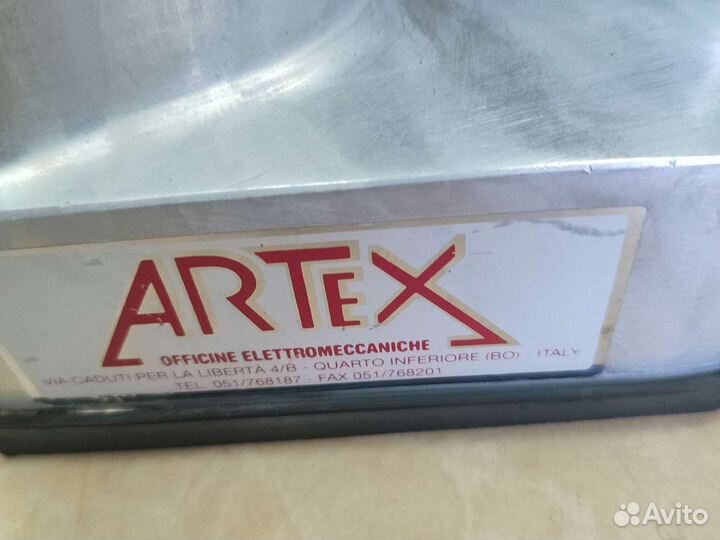 ARTEX
OFFICINE ELETTROMECCANICHE
VIA CADUTI PER LA LIBERTÀ 4/B - QUARTO INFERIORE (BO) - ITALY
TEL. 051/768187 - FAX 051/768201
Avito